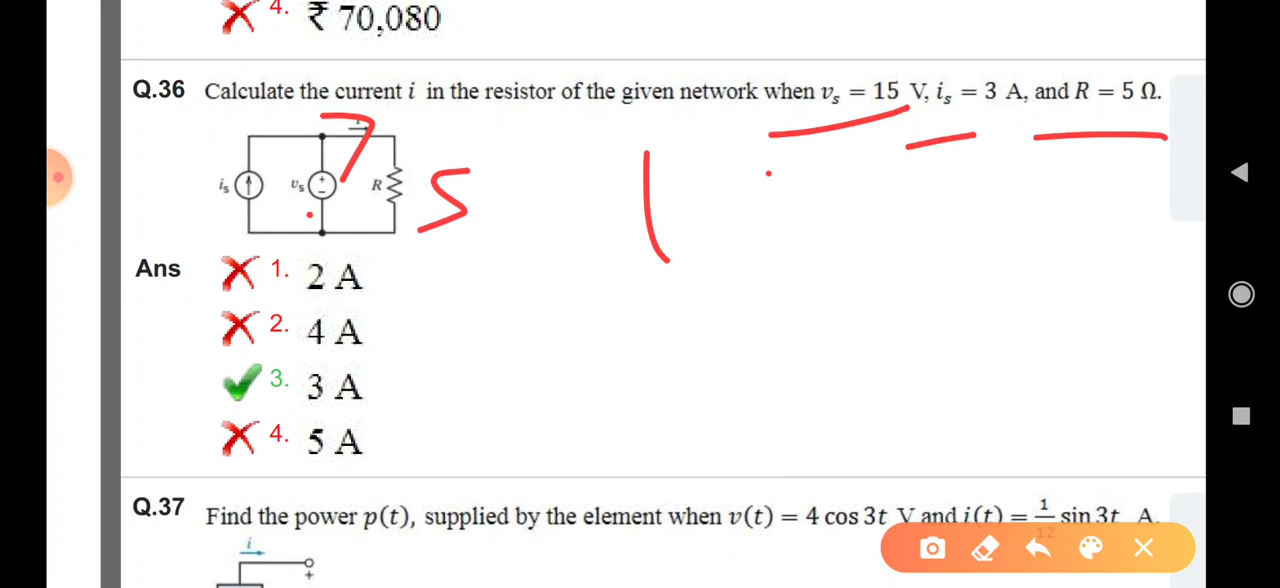 4. ₹ 70,080
Q.36 Calculate the current i in the resistor of the given network when vₛ = 15 V, iₛ = 3 A, and R = 5 Ω.
iₛ vₛ + − R
5
Ans 1. 2 A
2. 4 A
3. 3 A
4. 5 A
Q.37 Find the power p(t), supplied by the element when v(t) = 4 cos 3t V and i(t) = 1/12 sin 3t A.
i
+